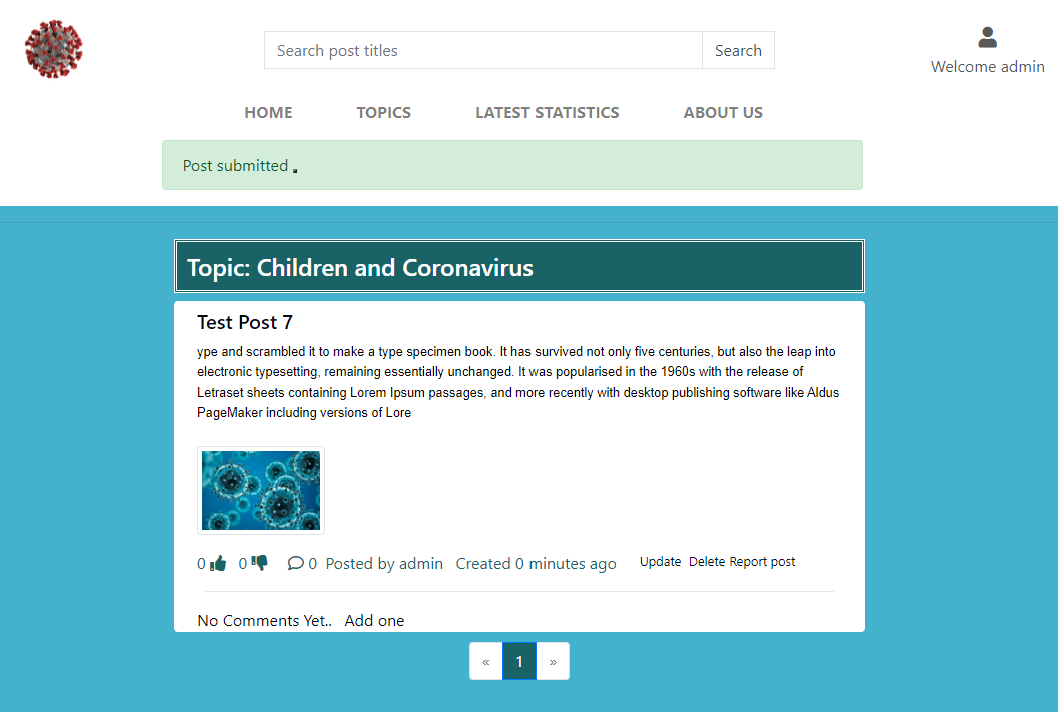 Search post titles
Search
Welcome admin
HOME
TOPICS
LATEST STATISTICS
ABOUT US
Post submitted .
Topic: Children and Coronavirus
Test Post 7
ype and scrambled it to make a type specimen book. It has survived not only five centuries, but also the leap into
electronic typesetting, remaining essentially unchanged. It was popularised in the 1960s with the release of
Letraset sheets containing Lorem Ipsum passages, and more recently with desktop publishing software like Aldus
PageMaker including versions of Lore
0 0 0 Posted by admin Created 0 minutes ago Update Delete Report post
No Comments Yet.. Add one
« 1 »